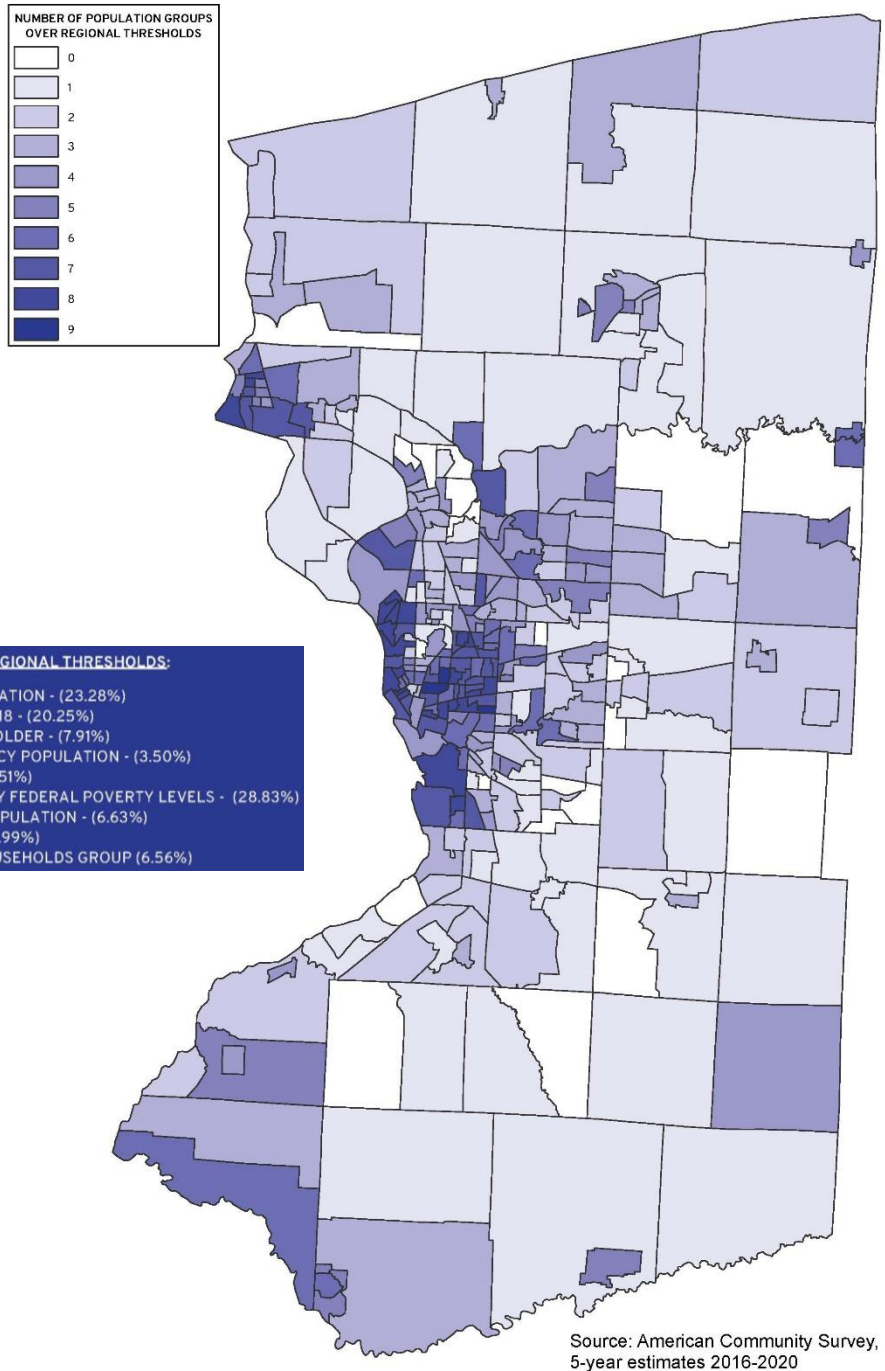 NUMBER OF POPULATION GROUPS
OVER REGIONAL THRESHOLDS
0
1
2
3
4
5
6
7
8
9
EGIONAL THRESHOLDS:
ATION - (23.28%)
18 - (20.25%)
OLDER - (7.91%)
CY POPULATION - (3.50%)
51%)
Y FEDERAL POVERTY LEVELS - (28.83%)
PULATION - (6.63%)
.99%)
USEHOLDS GROUP (6.56%)
Source: American Community Survey,
5-year estimates 2016-2020